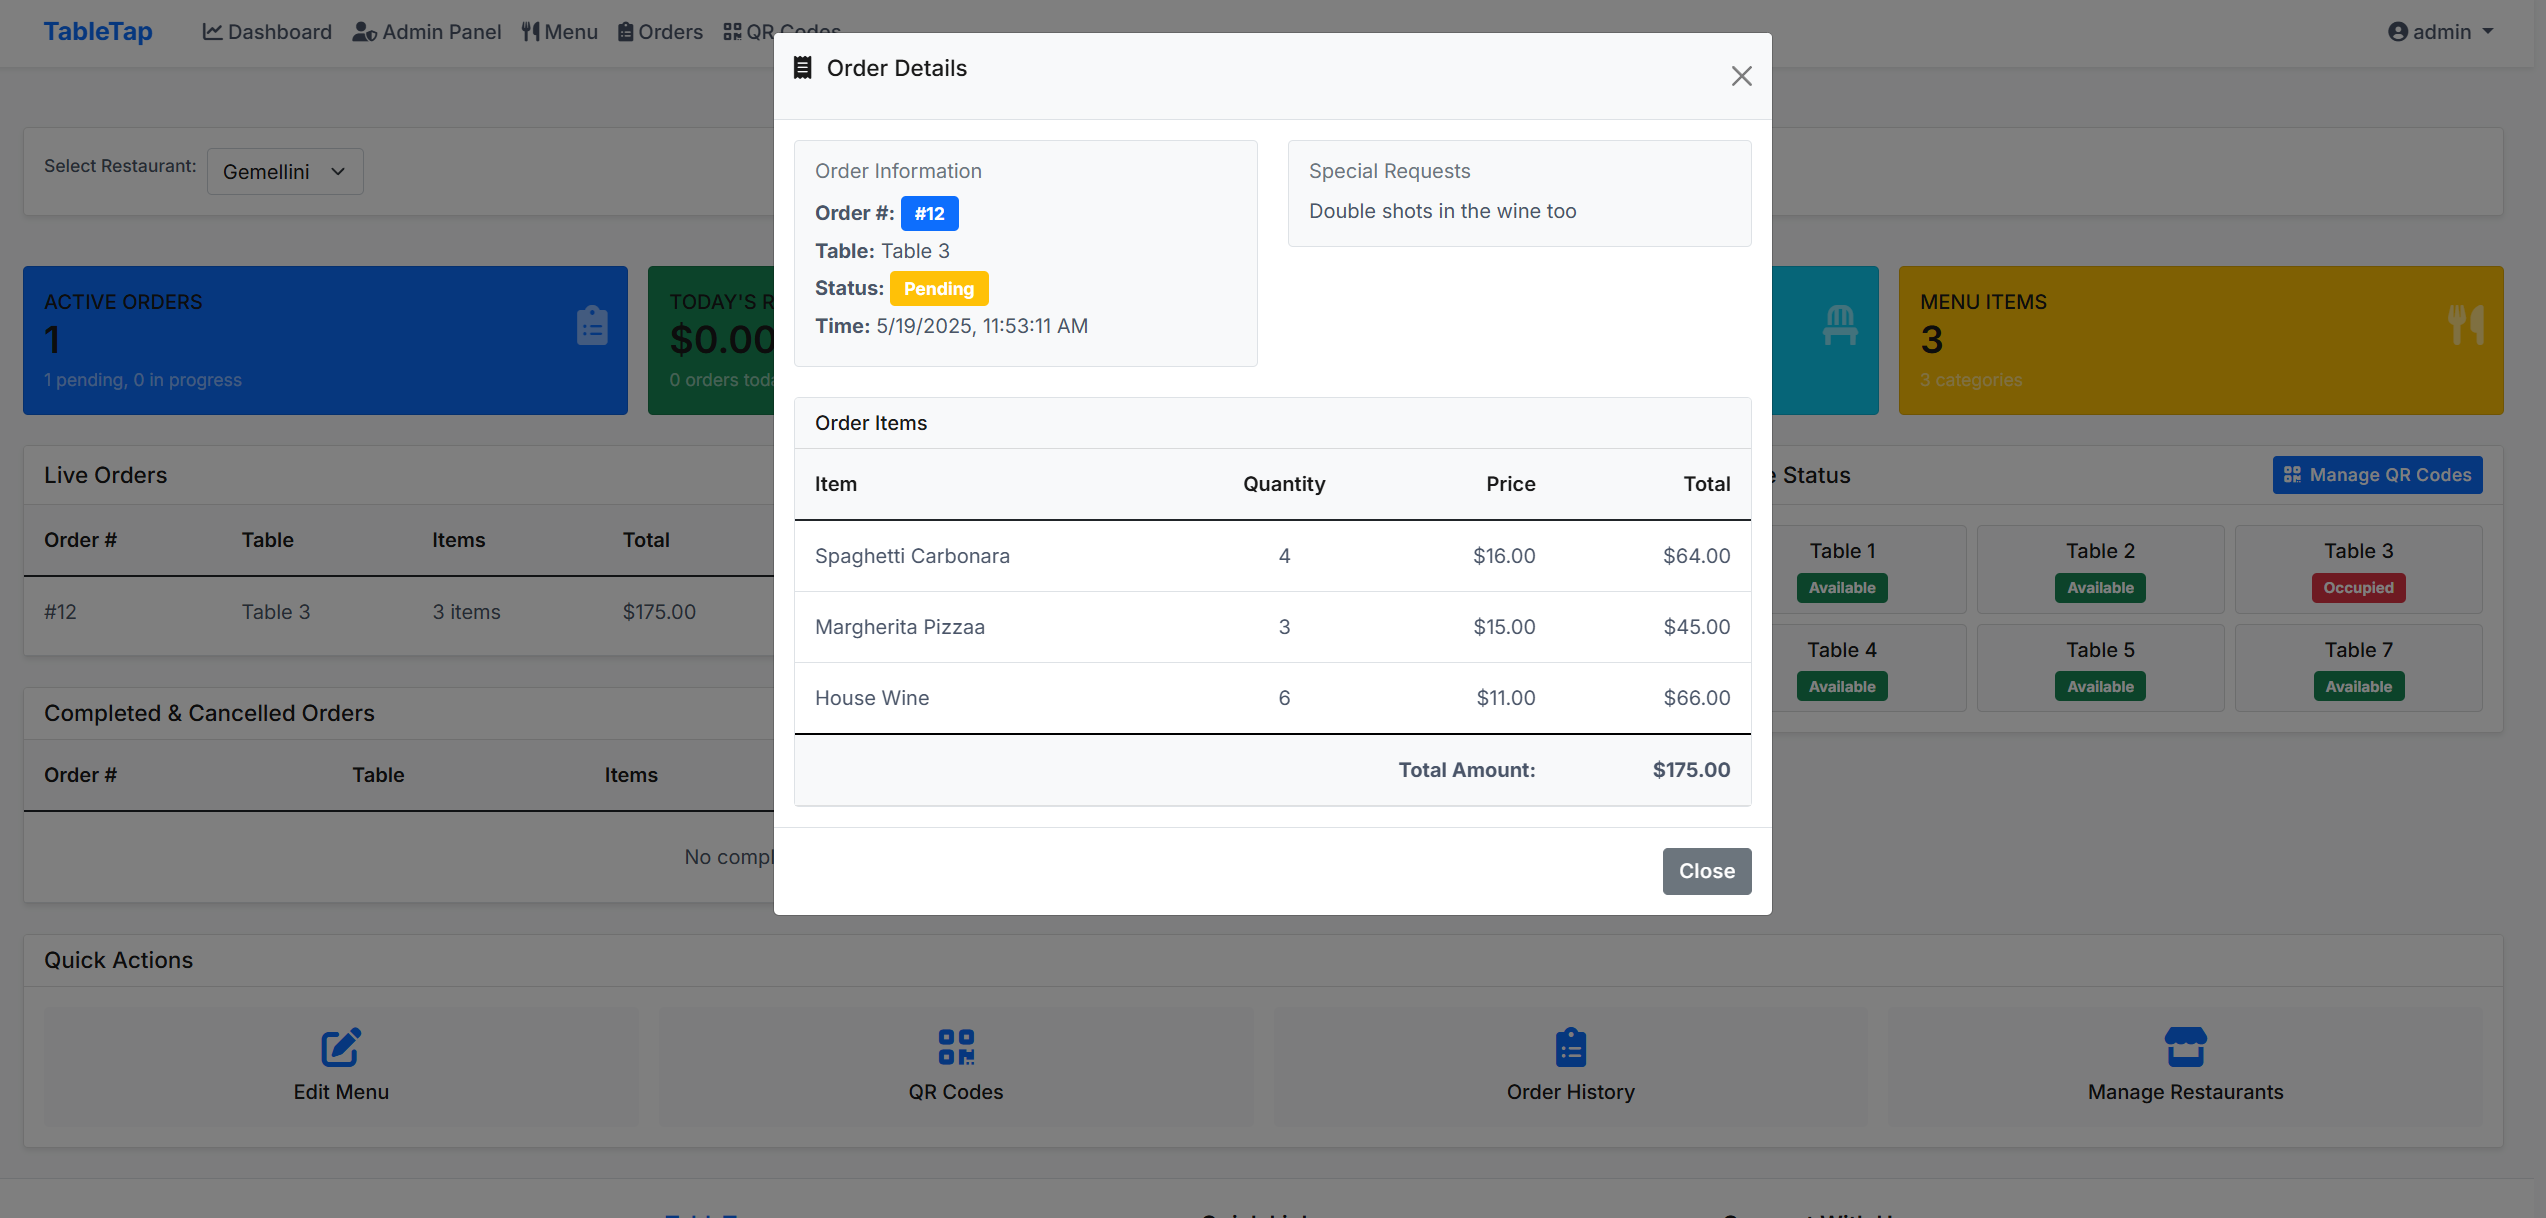 TableTap Dashboard Admin Panel Menu Orders QR Codes admin
Order Details
Select Restaurant: Gemellini
Order Information
Order #: #12
Table: Table 3
Status: Pending
Time: 5/19/2025, 11:53:11 AM
Special Requests
Double shots in the wine too
ACTIVE ORDERS
1
1 pending, 0 in progress
TODAY'S R
$0.00
0 orders toda
MENU ITEMS
3
3 categories
Order Items
Item Quantity Price Total
Spaghetti Carbonara 4 $16.00 $64.00
Margherita Pizzaa 3 $15.00 $45.00
House Wine 6 $11.00 $66.00
Total Amount: $175.00
Close
Live Orders
Order # Table Items Total
#12 Table 3 3 items $175.00
e Status Manage QR Codes
Table 1 Table 2 Table 3
Available Available Occupied
Table 4 Table 5 Table 7
Available Available Available
Completed & Cancelled Orders
Order # Table Items
No compl
Quick Actions
Edit Menu QR Codes Order History Manage Restaurants